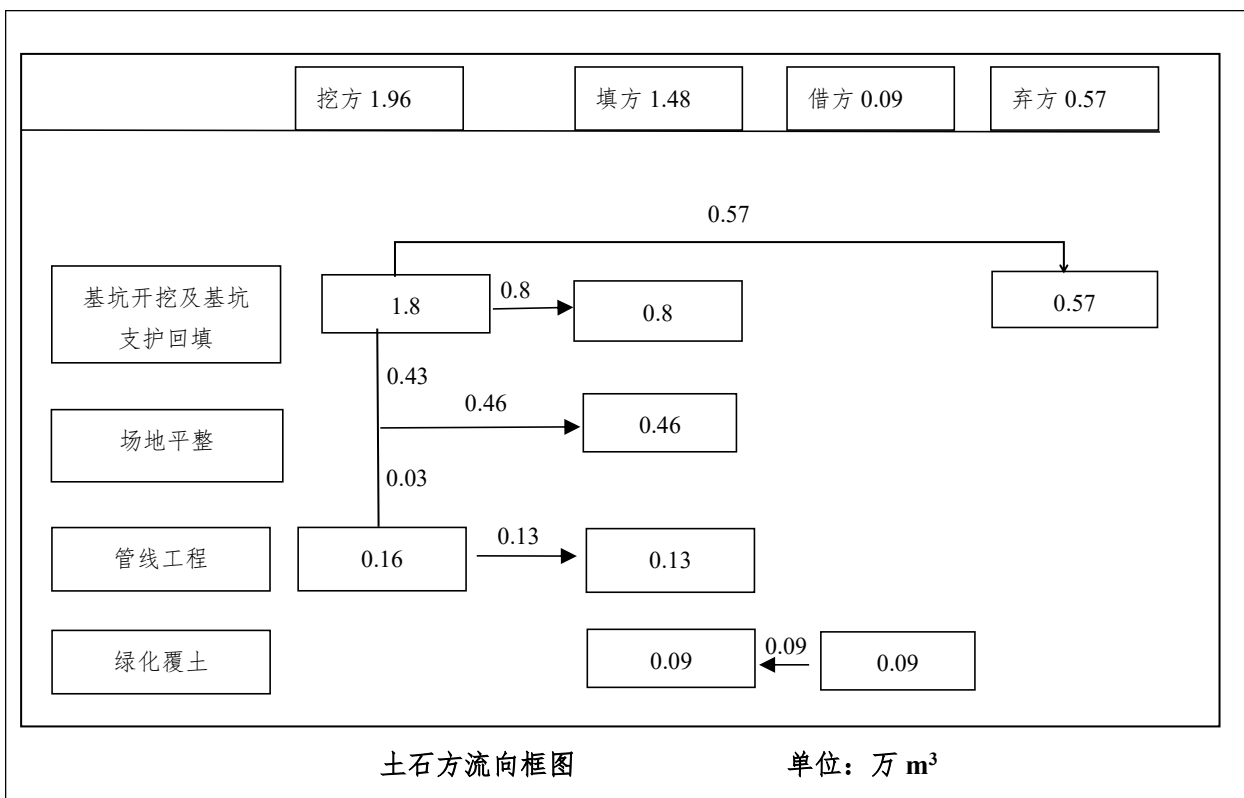 挖方 1.96
填方 1.48
借方 0.09
弃方 0.57
0.57
基坑开挖及基坑
支护回填
1.8
0.8
0.8
0.57
0.43
场地平整
0.46
0.46
0.03
管线工程
0.16
0.13
0.13
绿化覆土
0.09
0.09
0.09
土石方流向框图
单位：万 m³